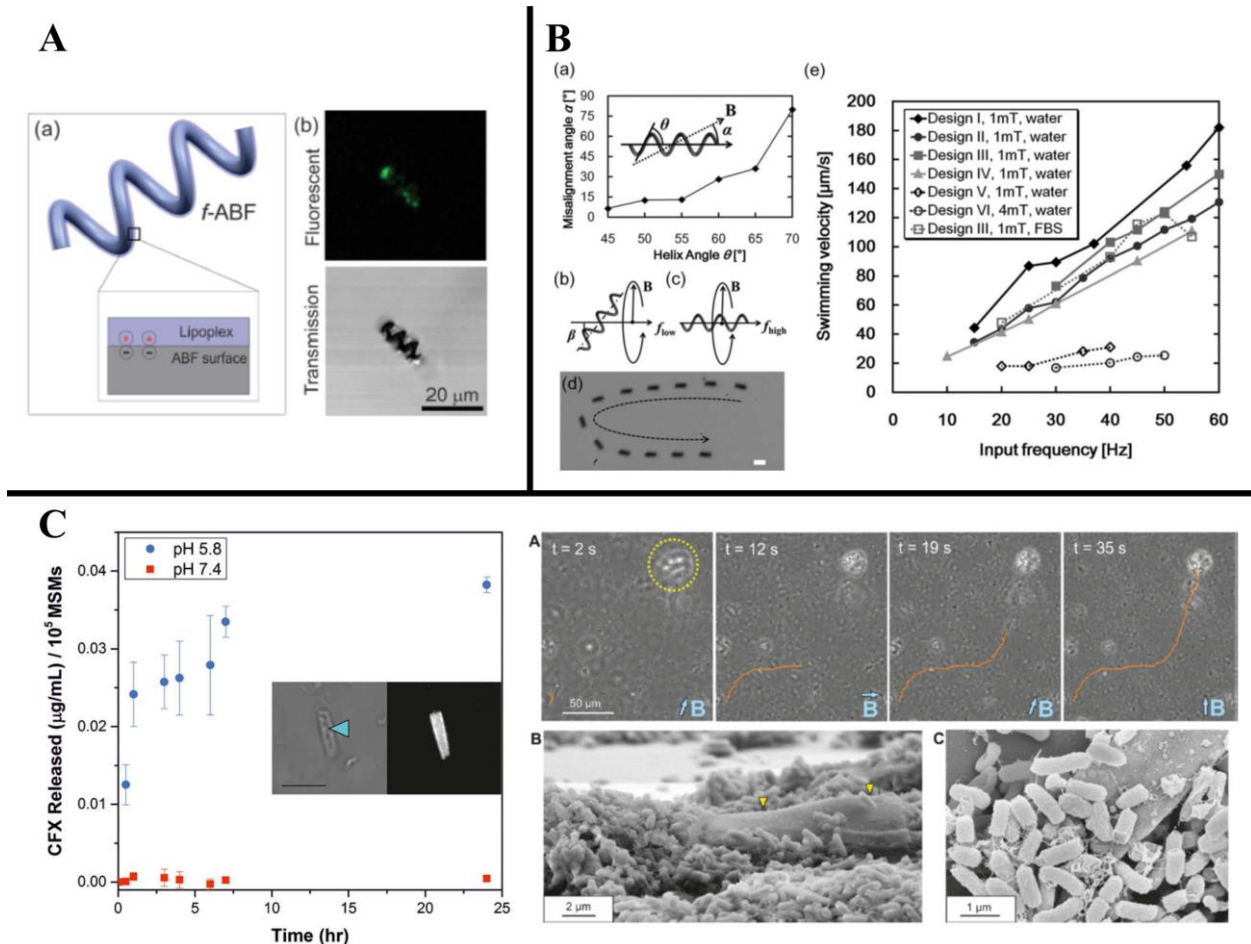 A
(a)
f-ABF
Lipoplex
ABF surface
(b)
Fluorescent
Transmission
20 μm
B
(a)
Misalignment angle α [°]
90
75
60
45
30
15
0
θ
B
α
45 50 55 60 65 70
Helix Angle θ [°]
(b)
B
β
f low
(c)
B
f high
(d)
(e)
Swimming velocity [μm/s]
200
180
160
140
120
100
80
60
40
20
0
Design I, 1mT, water
Design II, 1mT, water
Design III, 1mT, water
Design IV, 1mT, water
Design V, 1mT, water
Design VI, 4mT, water
Design III, 1mT, FBS
0 10 20 30 40 50 60
Input frequency [Hz]
C
CFX Released (μg/mL) / 10⁵ MSMs
pH 5.8
pH 7.4
0.04
0.03
0.02
0.01
0.00
0 5 10 15 20 25
Time (hr)
A
t = 2 s
50 μm
B
t = 12 s
B
t = 19 s
B
t = 35 s
B
B
2 μm
C
1 μm